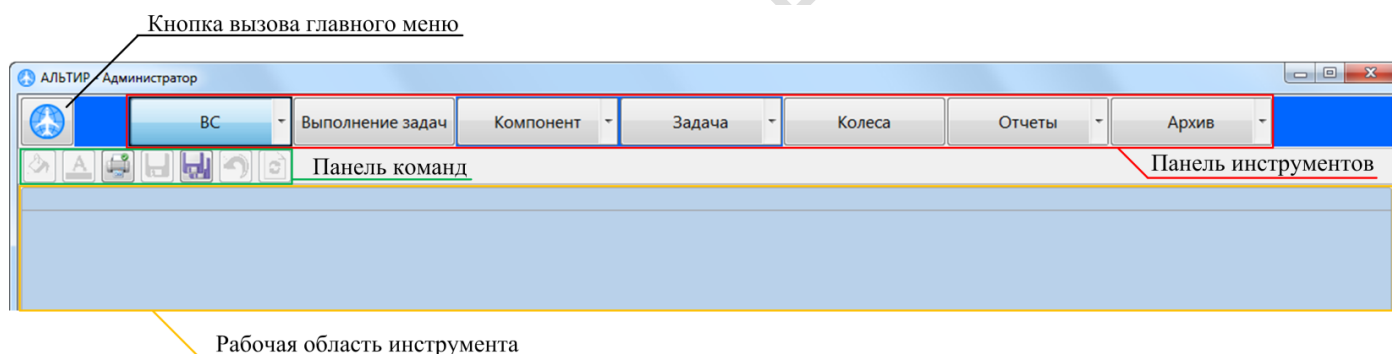 Кнопка вызова главного меню
АЛЬТИР - Администратор
ВС
Выполнение задач
Компонент
Задача
Колеса
Отчеты
Архив
A
Панель команд
Панель инструментов
Рабочая область инструмента